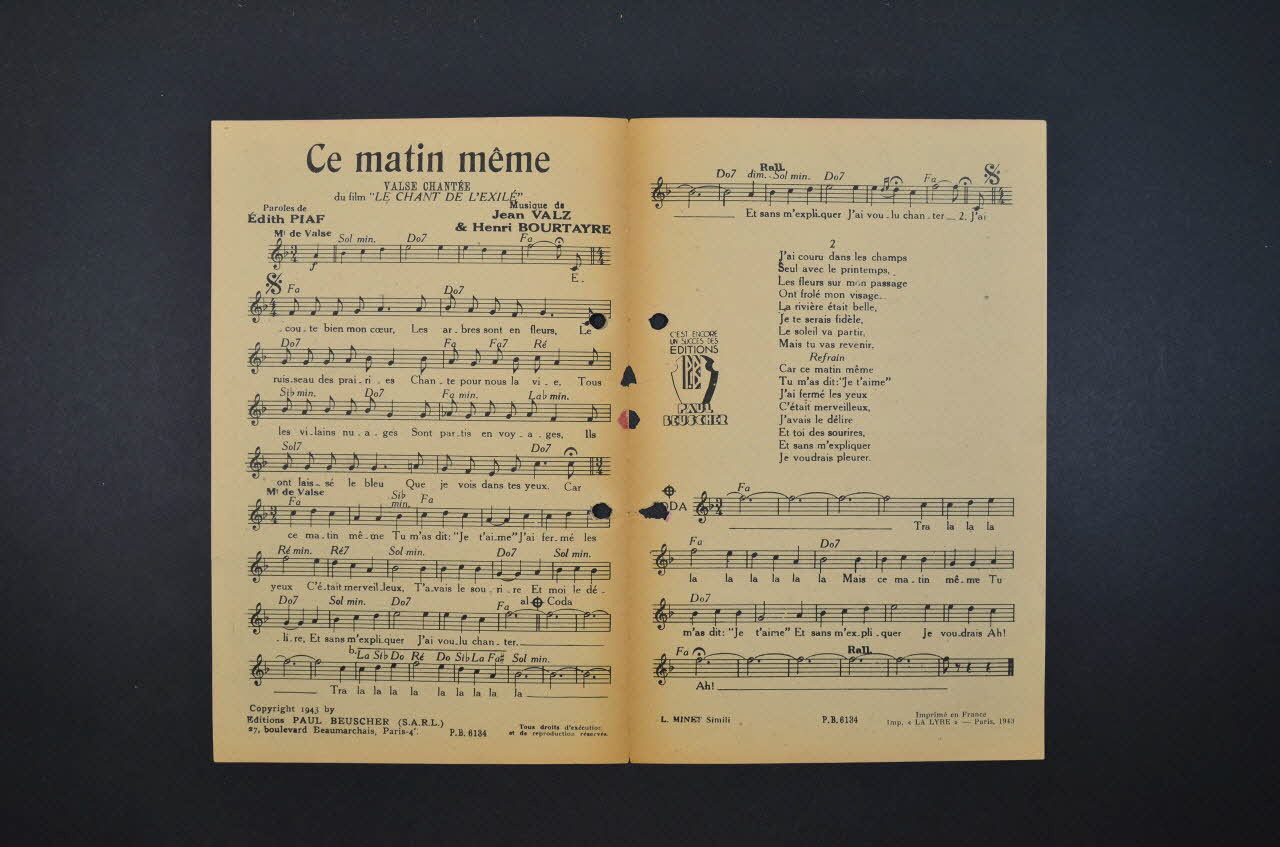 Ce matin même
VALSE CHANTÉE
du film "LE CHANT DE L'EXILÉ"
Paroles de
Édith PIAF
Musique de
Jean VALZ
& Henri BOURTAYRE
Mt de Valse
Sol min. Do7 Fa
f
E_
Fa Do7
_cou_te bien mon cœur, Les ar_bres sont en fleurs, Le
Do7 Fa Fa7 Ré
ruis_seau des prai_ri_es Chan_te pour nous la vi_e, Tous
Sib min. Do7 Fa min. Lab min.
les vi_lains nu_a_ges Sont par_tis en voy_a_ges, Ils
Sol7 Do7
ont lais_sé le bleu Que je vois dans tes yeux. Car
Mt de Valse
Fa Sib min. Fa
ce ma_tin mê_me Tu m'as dit: "Je t'ai_me" J'ai fer_mé les
Ré min. Ré7 Sol min. Do7 Sol min.
yeux C'é_tait merveil_leux, T'a_vais le sou_ri_re Et moi le dé_
Do7 Sol min. Do7 Fa al Coda
_li_re, Et sans m'expli_quer J'ai vou_lu chan_ter.
b. La Sib Do Ré Do Sib La Fa# Sol min.
Tra la la la la la la la la
Copyright 1943 by
Editions PAUL BEUSCHER (S.A.R.L.)
27, boulevard Beaumarchais, Paris-4e.
P.B. 6134
Tous droits d'exécution
et de reproduction réservés.
Do7 dim. Rall. Sol min. Do7 Fa
Et sans m'expli_quer J'ai vou_lu chan_ter_ 2. J'ai
2
J'ai couru dans les champs
Seul avec le printemps,
Les fleurs sur mon passage
Ont frolé mon visage.
La rivière était belle,
Je te serais fidèle,
Le soleil va partir,
Mais tu vas revenir.
Refrain
Car ce matin même
Tu m'as dit: "Je t'aime"
J'ai fermé les yeux
C'était merveilleux,
J'avais le délire
Et toi des sourires,
Et sans m'expliquer
Je voudrais pleurer.
C'EST ENCORE
UN SUCCÈS DES
EDITIONS
PB
PAUL
BEUSCHER
CODA
Fa
Tra la la la
Fa Do7
la la la la la la Mais ce ma_tin mê_me Tu
Do7
m'as dit: "Je t'aime" Et sans m'ex_pli_quer Je vou_drais Ah!
Fa Rall.
Ah!
L. MINET Simili
P.B. 6134
Imprimé en France
Imp. « LA LYRE » — Paris, 1943